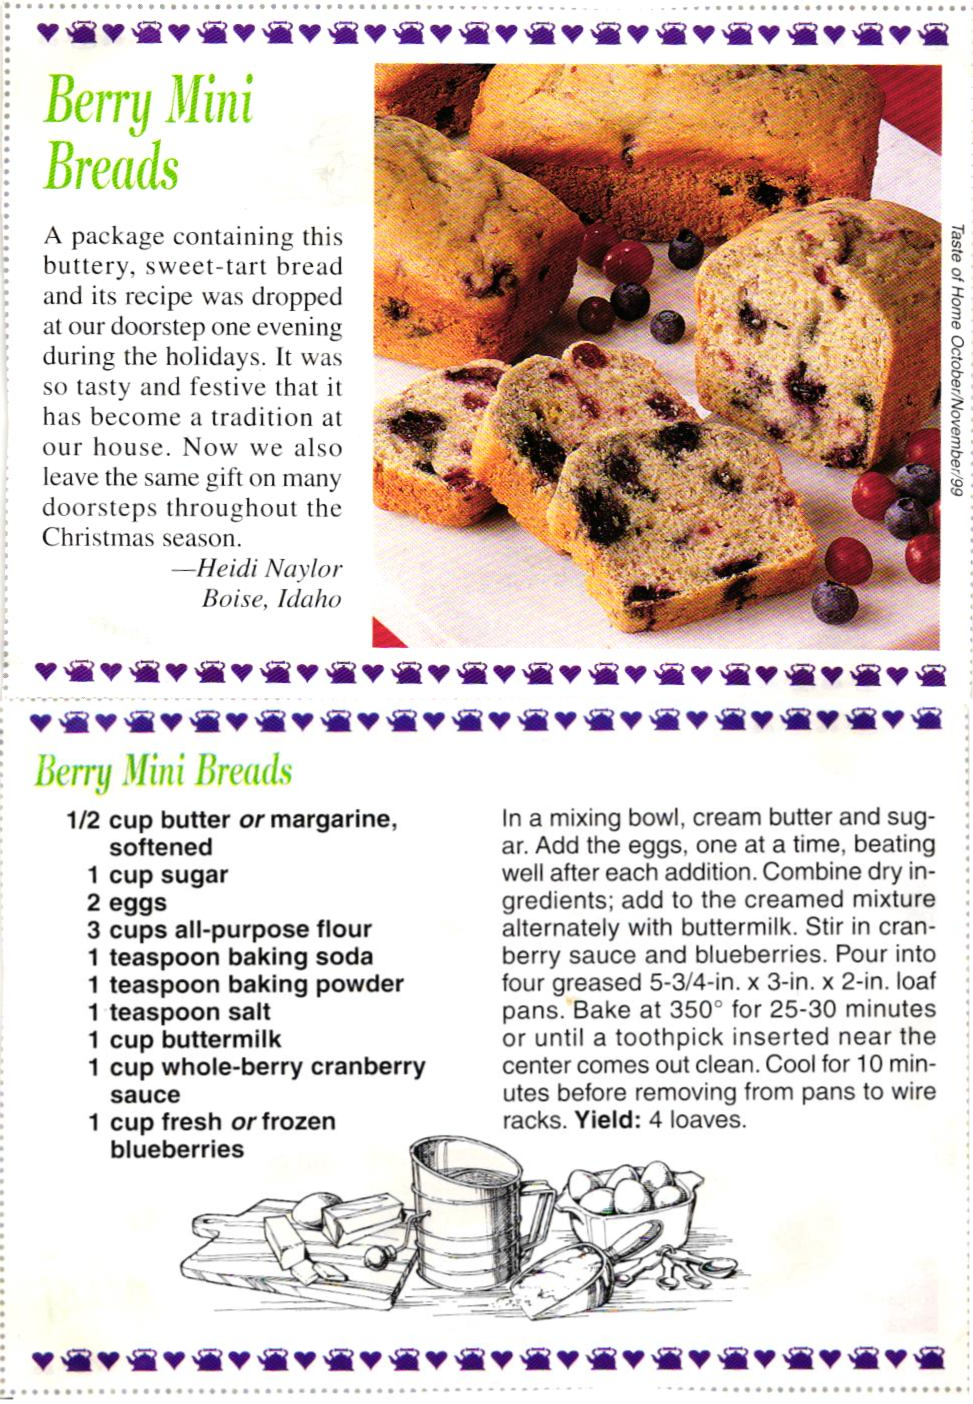 Berry Mini
Breads
A package containing this
buttery, sweet-tart bread
and its recipe was dropped
at our doorstep one evening
during the holidays. It was
so tasty and festive that it
has become a tradition at
our house. Now we also
leave the same gift on many
doorsteps throughout the
Christmas season.
—Heidi Naylor
Boise, Idaho
Taste of Home October/November/99
Berry Mini Breads
1/2 cup butter or margarine,
softened
1 cup sugar
2 eggs
3 cups all-purpose flour
1 teaspoon baking soda
1 teaspoon baking powder
1 teaspoon salt
1 cup buttermilk
1 cup whole-berry cranberry
sauce
1 cup fresh or frozen
blueberries
In a mixing bowl, cream butter and sug-
ar. Add the eggs, one at a time, beating
well after each addition. Combine dry in-
gredients; add to the creamed mixture
alternately with buttermilk. Stir in cran-
berry sauce and blueberries. Pour into
four greased 5-3/4-in. x 3-in. x 2-in. loaf
pans. Bake at 350° for 25-30 minutes
or until a toothpick inserted near the
center comes out clean. Cool for 10 min-
utes before removing from pans to wire
racks. Yield: 4 loaves.